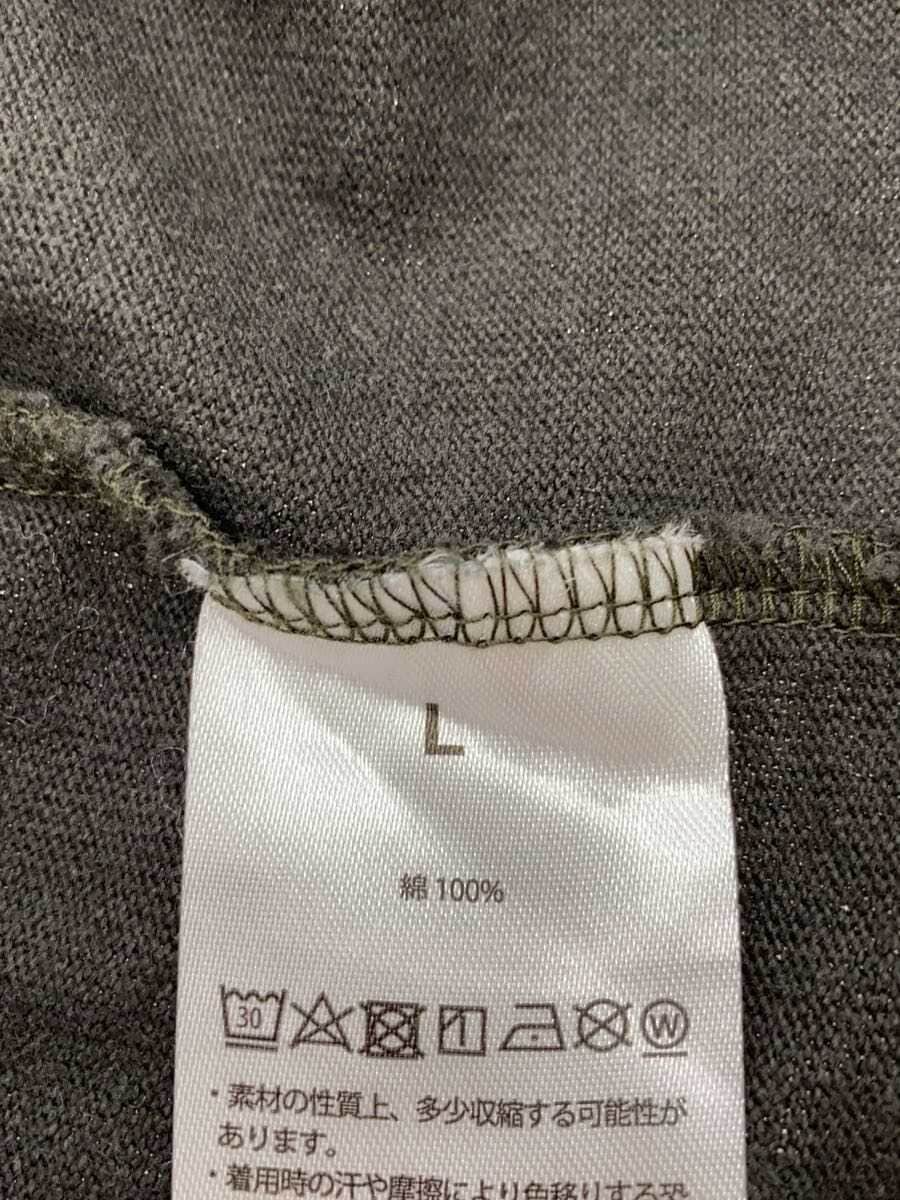 L
綿 100%
30
W
・素材の性質上、多少収縮する可能性が
あります。
・着用時の汗や摩擦により色移りする恐